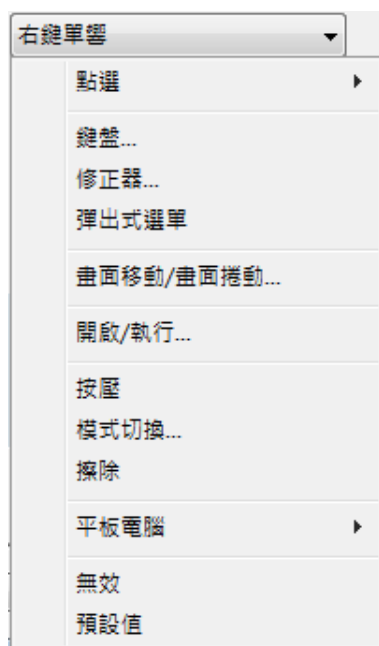 右鍵單響
點選
鍵盤...
修正器...
彈出式選單
畫面移動/畫面捲動...
開啟/執行...
按壓
模式切換...
擦除
平板電腦
無效
預設值